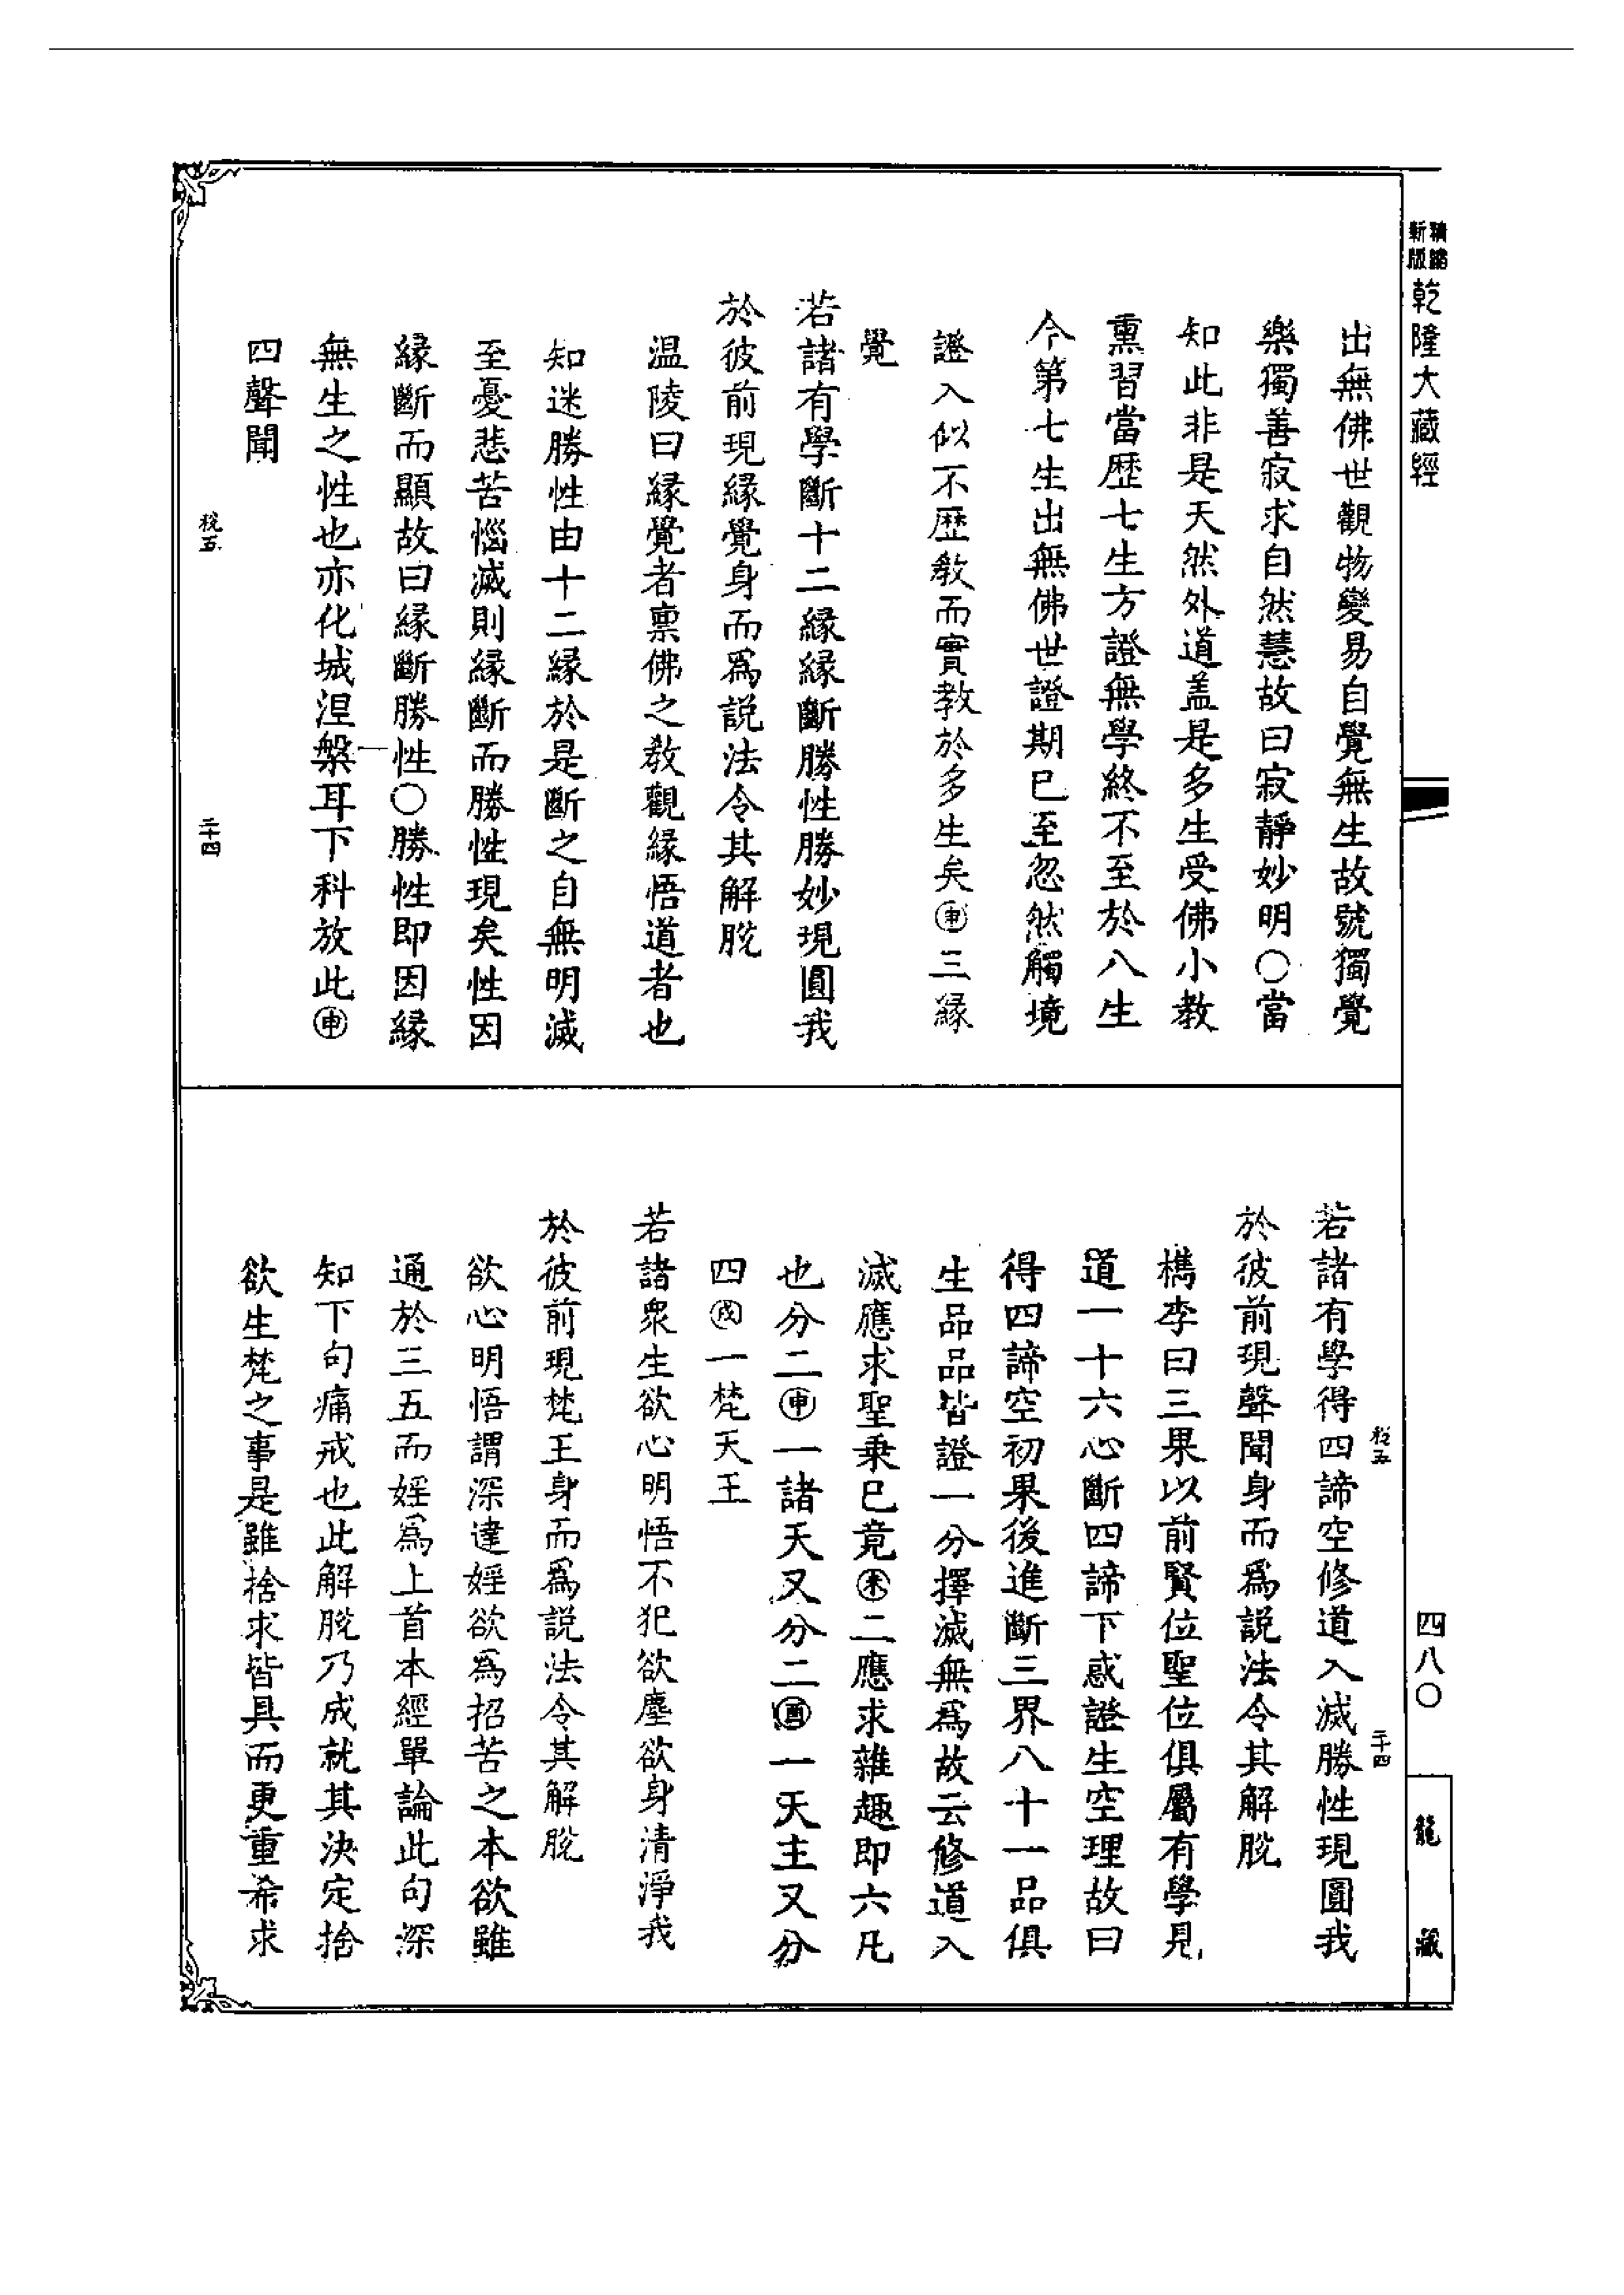 精縮新版
乾隆大藏經
出無佛世觀物變易自覺無生故號獨覺
樂獨善寂求自然慧故曰寂靜妙明○當
知此非是天然外道盖是多生受佛小教
熏習當歴七生方證無學終不至於八生
今第七生出無佛世證期已至忽然觸境
證入似不歴教而實教於多生矣㊥三緣
覺
若諸有學斷十二緣緣斷勝性勝妙現圓我
於彼前現緣覺身而爲說法令其解脫
温陵曰緣覺者禀佛之教觀緣悟道者也
知迷勝性由十二緣於是斷之自無明滅
至憂悲苦惱滅則緣斷而勝性現矣性因
緣斷而顯故曰緣斷勝性○勝性即因緣
無生之性也亦化城涅槃耳下科放此㊥
四聲聞
稅五
二十四
稅五
二十四
若諸有學得四諦空修道入滅勝性現圓我
於彼前現聲聞身而爲說法令其解脫
檇李曰三果以前賢位聖位俱屬有學見
道一十六心斷四諦下惑證生空理故曰
得四諦空初果後進斷三界八十一品俱
生品品皆證一分擇滅無爲故云修道入
滅應求聖乘已竟(未)二應求雜趣即六凡
也分二(申)一諸天又分二(酉)一天主又分
四(戌)一梵天王
若諸衆生欲心明悟不犯欲塵欲身清淨我
於彼前現梵王身而爲說法令其解脫
欲心明悟謂深達婬欲爲招苦之本欲雖
通於三五而婬爲上首本經單論此句深
知下句痛戒也此解脫乃成就其決定捨
欲生梵之事是雖捨求皆具而更重希求
四八○
龍藏